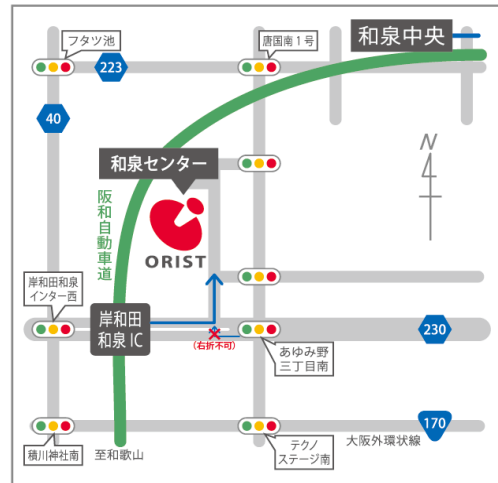 和泉中央
フタツ池
唐国南1号
223
40
和泉センター
N
阪和自動車道
ORIST
岸和田和泉
インター西
岸和田
和泉IC
230
(右折不可)
あゆみ野
三丁目南
170
大阪外環状線
積川神社南
至和歌山
テクノ
ステージ南